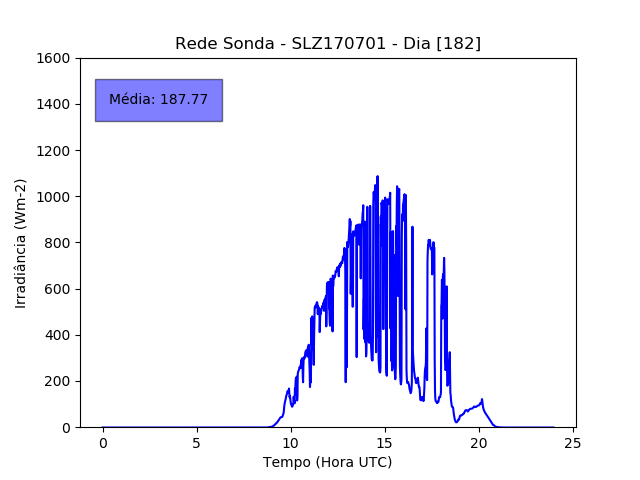 Rede Sonda - SLZ170701 - Dia [182]
1600
1400
1200
1000
800
600
400
200
0
Média: 187.77
Irradiância (Wm-2)
0 5 10 15 20 25
Tempo (Hora UTC)